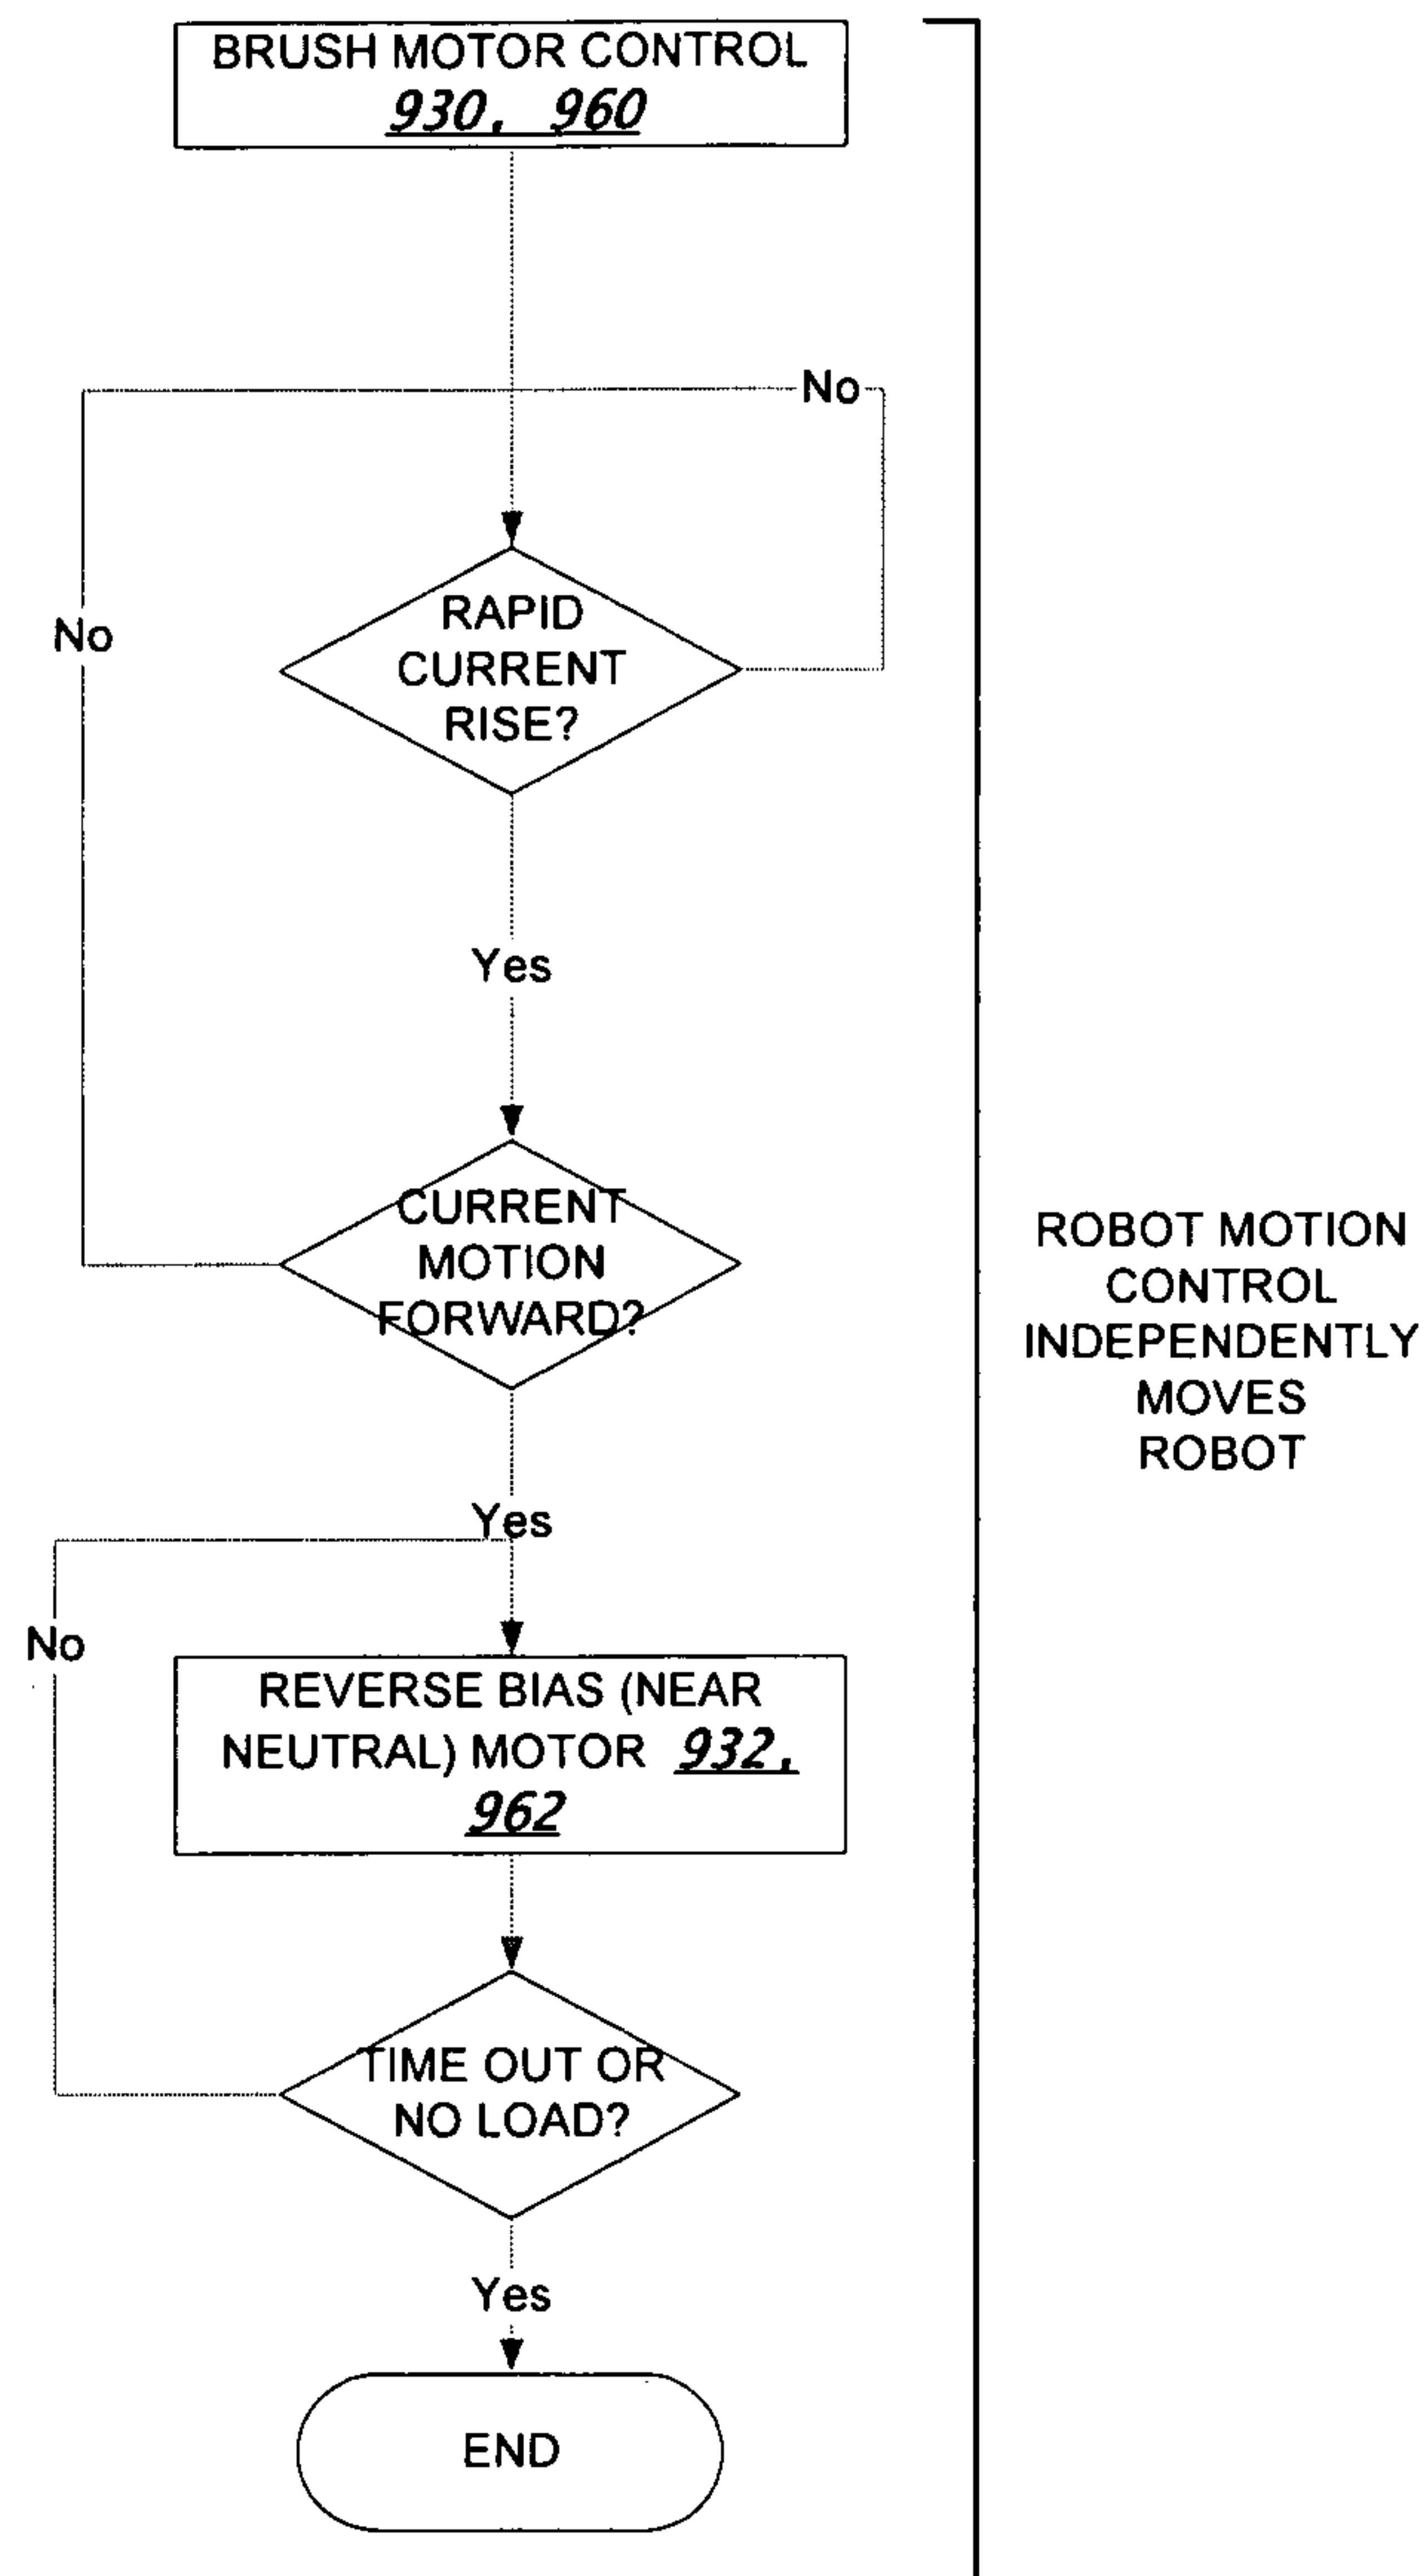 BRUSH MOTOR CONTROL
930, 960
No
RAPID
CURRENT
RISE?
No
Yes
CURRENT
MOTION
FORWARD?
ROBOT MOTION
CONTROL
INDEPENDENTLY
MOVES
ROBOT
Yes
No
REVERSE BIAS (NEAR
NEUTRAL) MOTOR 932,
962
TIME OUT OR
NO LOAD?
Yes
END